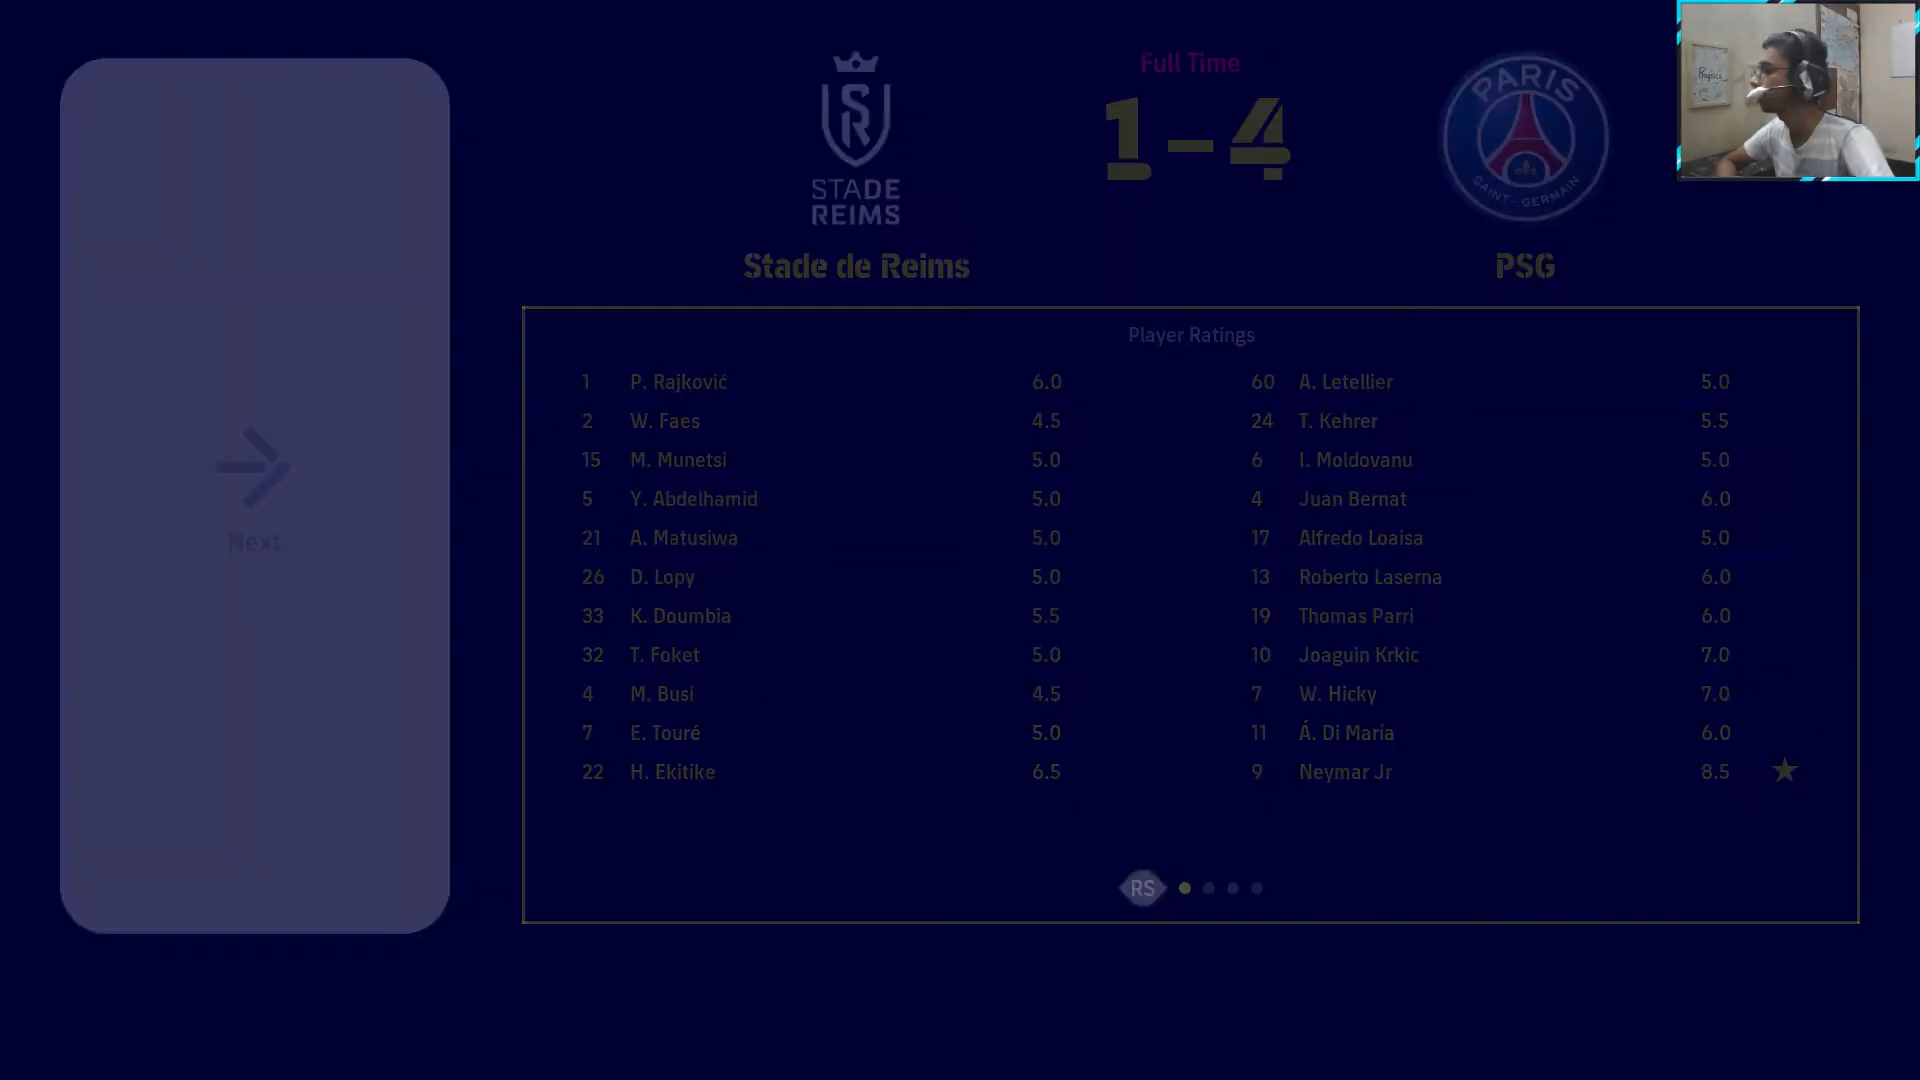 Full Time
1 - 4
STADE
REIMS
PARIS
SAINT-GERMAIN
Physics
Stade de Reims
PSG
Player Ratings
1 P. Rajković 6.0 60 A. Letellier 5.0
2 W. Faes 4.5 24 T. Kehrer 5.5
15 M. Munetsi 5.0 6 I. Moldovanu 5.0
5 Y. Abdelhamid 5.0 4 Juan Bernat 6.0
21 A. Matusiwa 5.0 17 Alfredo Loaisa 5.0
26 D. Lopy 5.0 13 Roberto Laserna 6.0
33 K. Doumbia 5.5 19 Thomas Parri 6.0
32 T. Foket 5.0 10 Joaguin Krkic 7.0
4 M. Busi 4.5 7 W. Hicky 7.0
7 E. Touré 5.0 11 Á. Di María 6.0
22 H. Ekitike 6.5 9 Neymar Jr 8.5
Next
RS